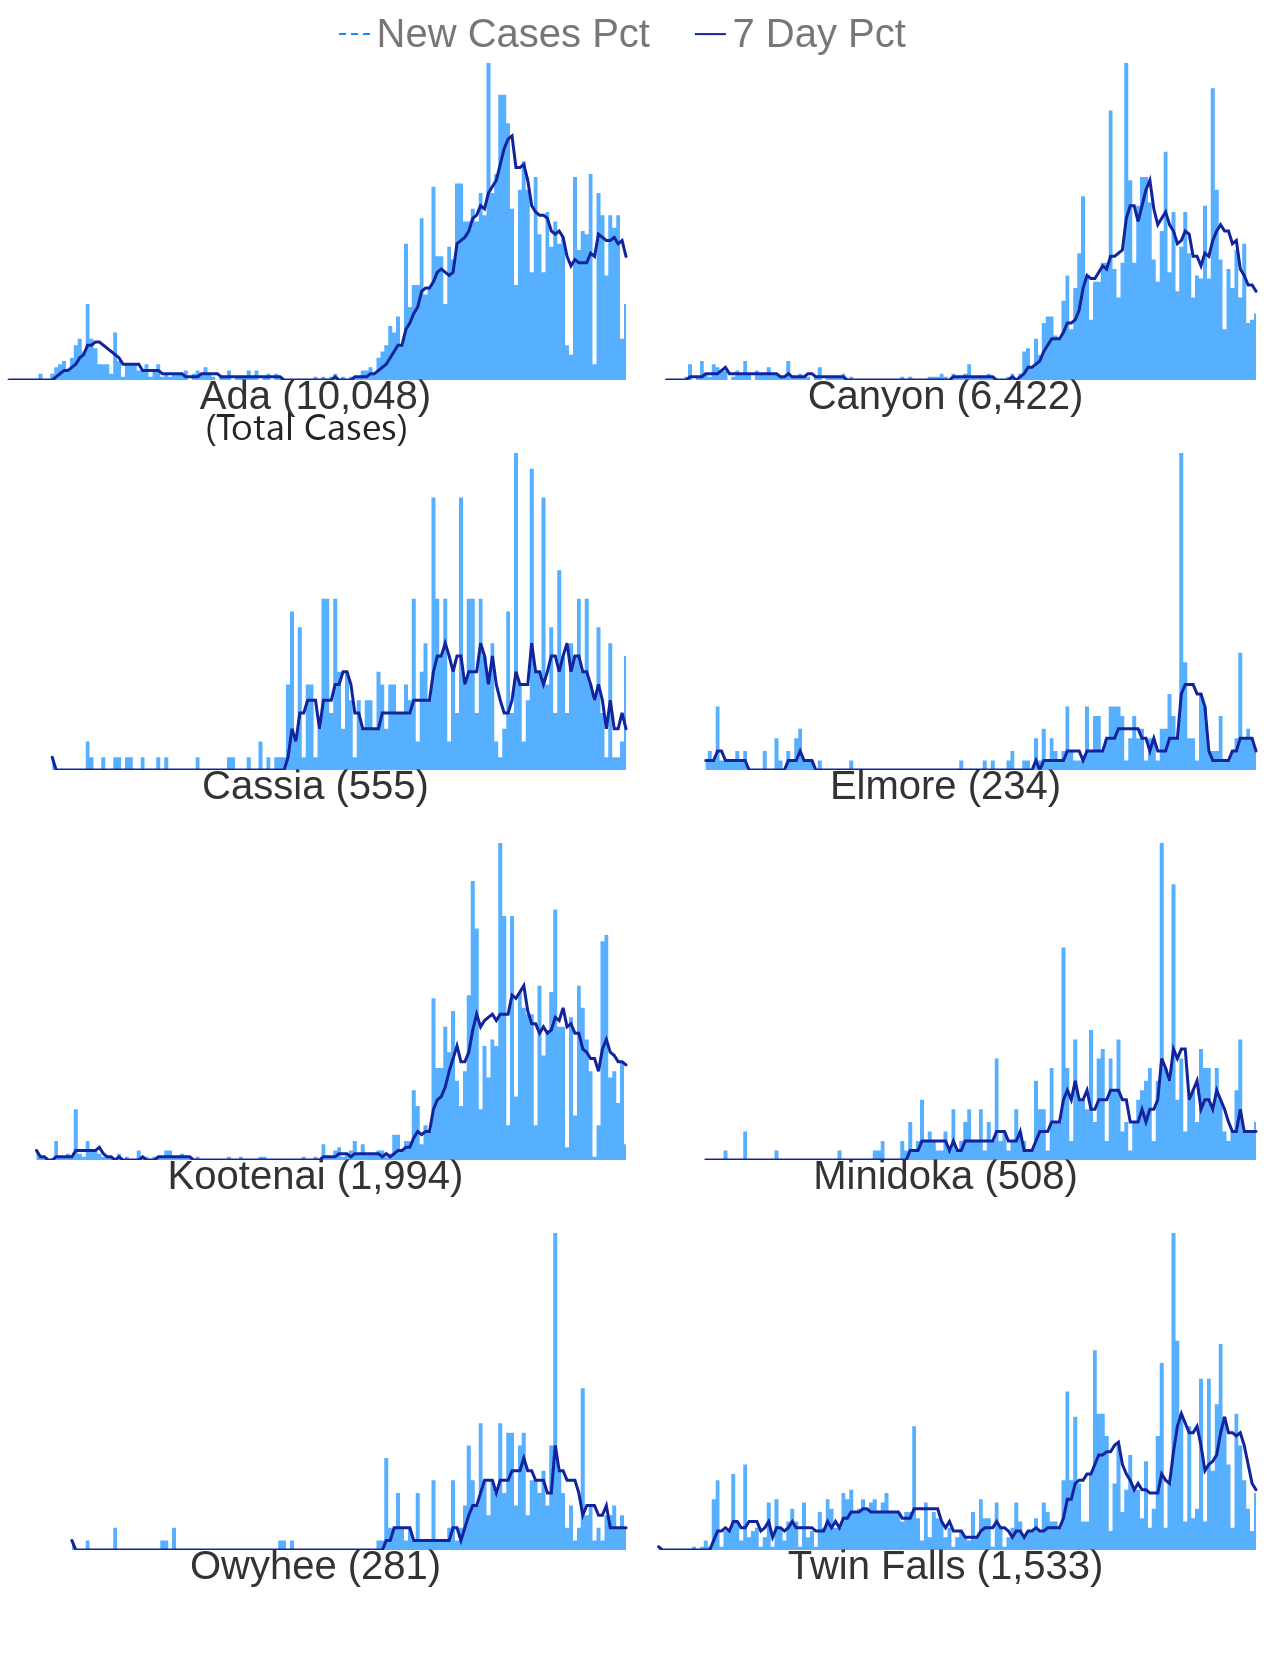 New Cases Pct 7 Day Pct
Ada (10,048) Canyon (6,422)
(Total Cases)
Cassia (555) Elmore (234)
Kootenai (1,994) Minidoka (508)
Owyhee (281) Twin Falls (1,533)